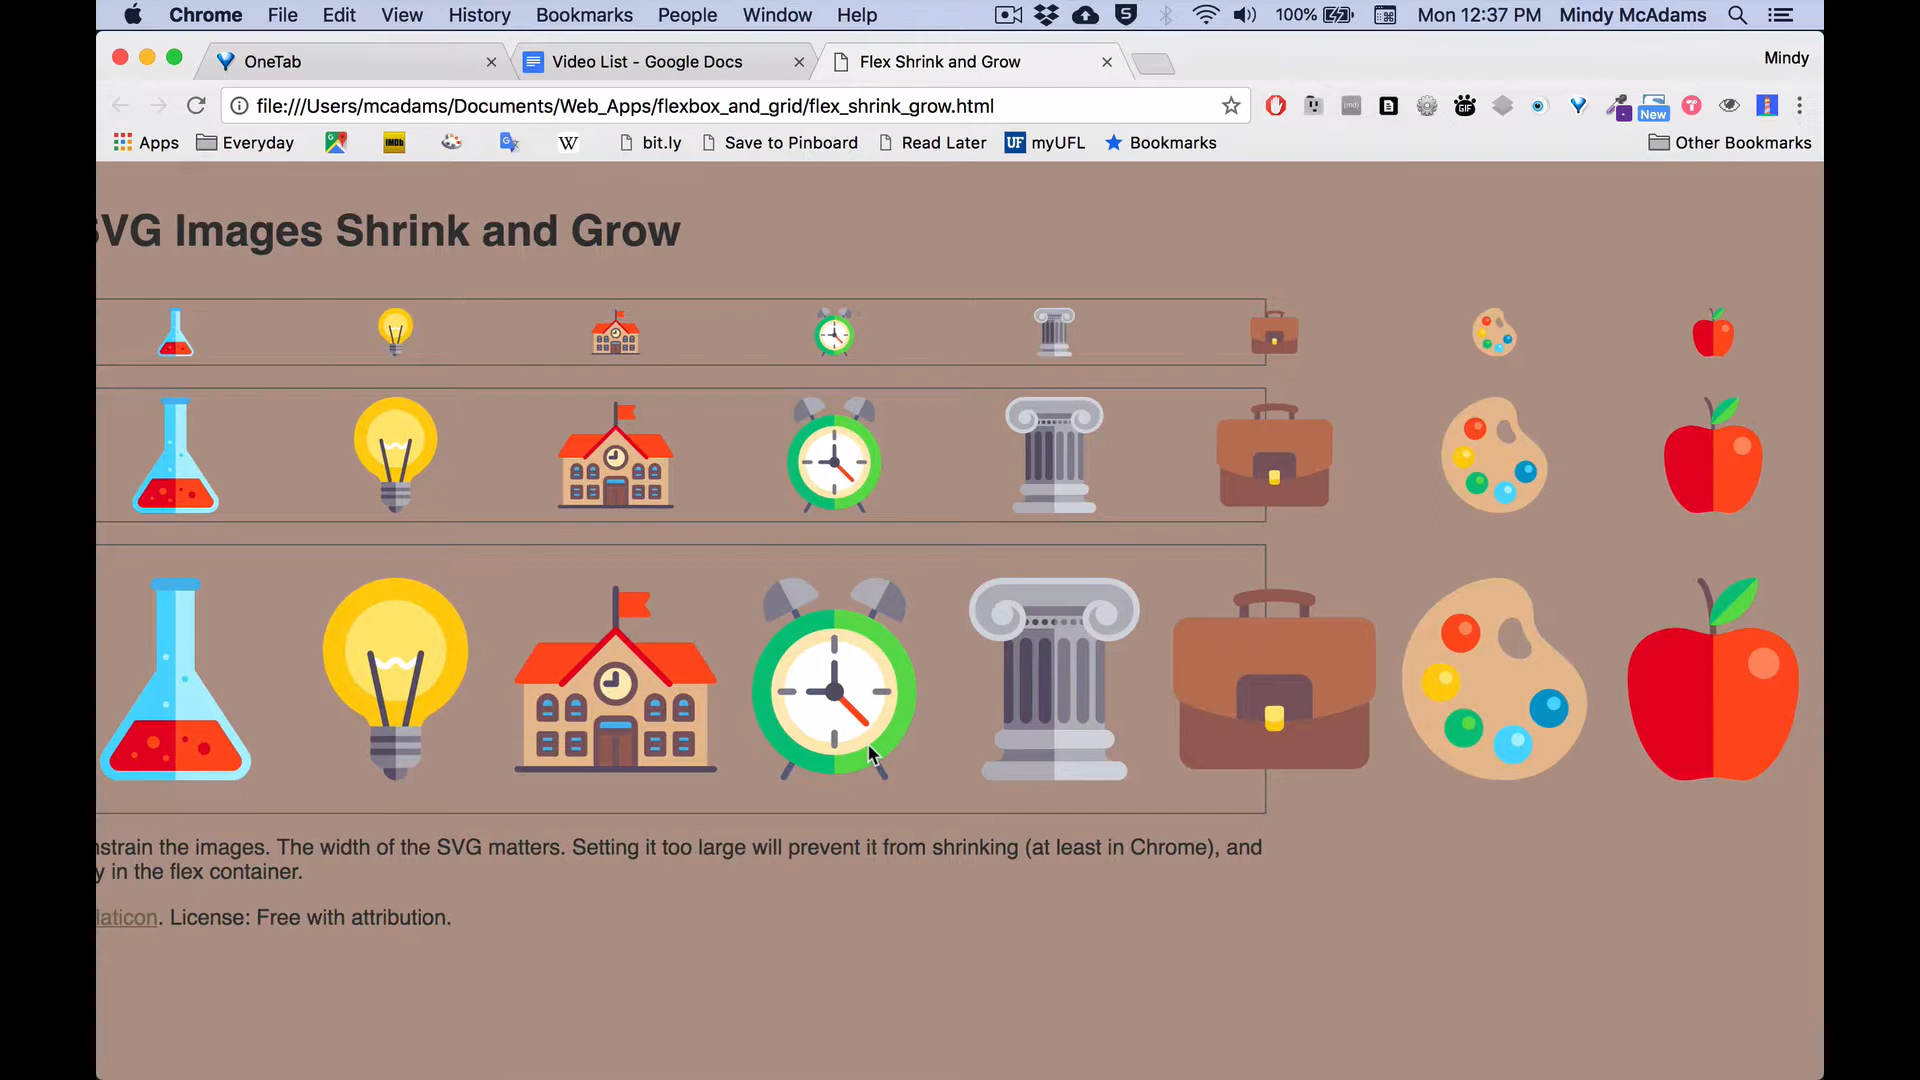 Chrome File Edit View History Bookmarks People Window Help 100% Mon 12:37 PM Mindy McAdams
OneTab Video List - Google Docs Flex Shrink and Grow Mindy
file:///Users/mcadams/Documents/Web_Apps/flexbox_and_grid/flex_shrink_grow.html New
Apps Everyday IMDb W bit.ly Save to Pinboard Read Later UF myUFL Bookmarks Other Bookmarks
SVG Images Shrink and Grow
nstrain the images. The width of the SVG matters. Setting it too large will prevent it from shrinking (at least in Chrome), and
y in the flex container.
laticon. License: Free with attribution.